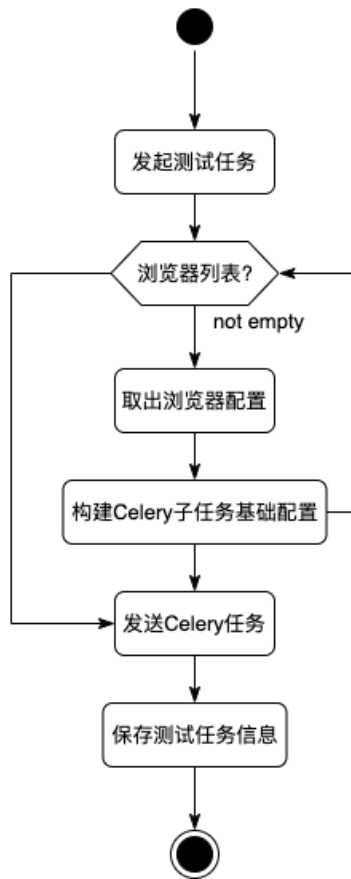 发起测试任务
浏览器列表?
not empty
取出浏览器配置
构建Celery子任务基础配置
发送Celery任务
保存测试任务信息